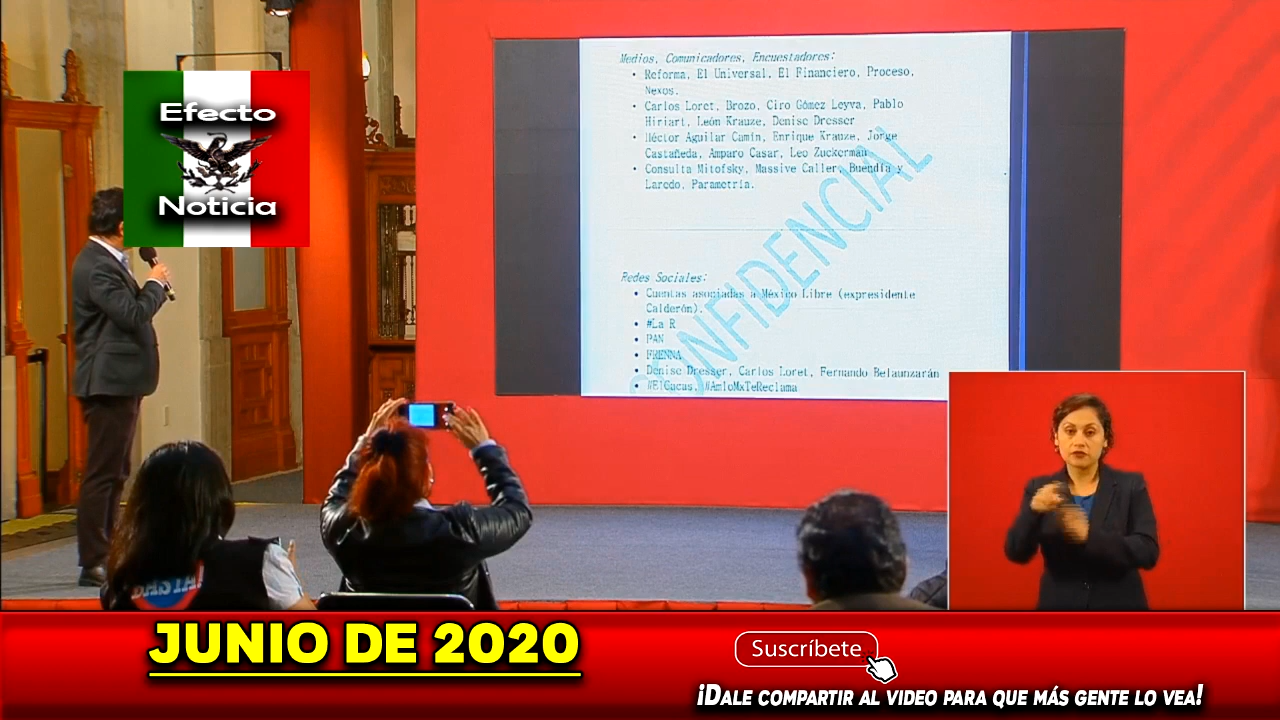 Efecto
Noticia
Medios, Comunicadores, Encuestadores:
• Reforma, El Universal, El Financiero, Proceso,
Nexos.
• Carlos Loret, Brozo, Ciro Gómez Leyva, Pablo
Hiriart, León Krauze, Denise Dresser
• Héctor Aguilar Camín, Enrique Krauze, Jorge
Castañeda, Amparo Casar, Leo Zuckerman
• Consulta Mitofsky, Massive Caller, Buendía y
Laredo, Parametría.
CONFIDENCIAL
Redes Sociales:
• Cuentas asociadas a México Libre (expresidente
Calderón).
• #La R
• PAN
• FRENNA
• Denise Dresser, Carlos Loret, Fernando Belaunzarán
• #ElCacas, #AmloMxTeReclama
JUNIO DE 2020
Suscríbete
¡DALE COMPARTIR AL VIDEO PARA QUE MÁS GENTE LO VEA!